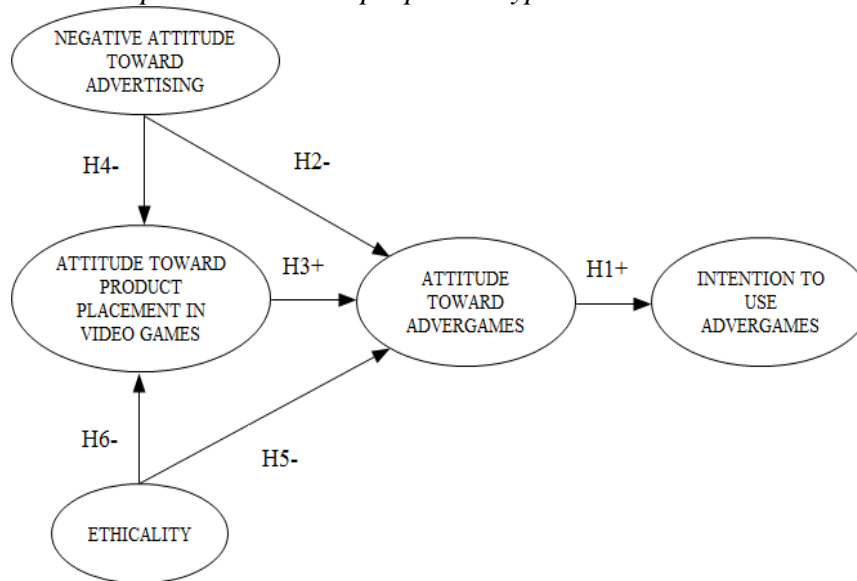 NEGATIVE ATTITUDE
TOWARD
ADVERTISING
H4-
H2-
ATTITUDE TOWARD
PRODUCT
PLACEMENT IN
VIDEO GAMES
H3+
ATTITUDE
TOWARD
ADVERGAMES
H1+
INTENTION TO
USE
ADVERGAMES
H6-
H5-
ETHICALITY